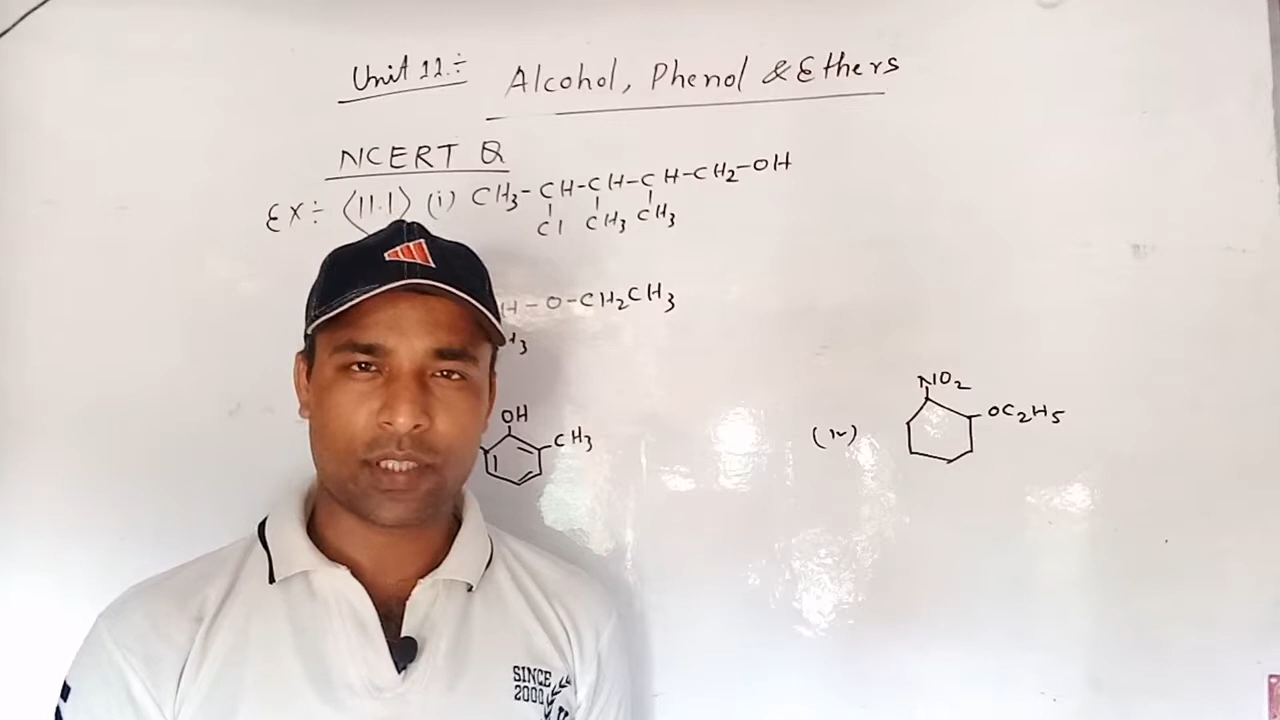 Unit 11:- Alcohol, Phenol & Ethers
NCERT Q
Ex:- <11.1> (i) CH3-CH-CH-CH-CH2-OH
Cl CH3 CH3
H-O-CH2CH3
H3
OH
CH3
(iv)
NO2
OC2H5
SINCE
2000